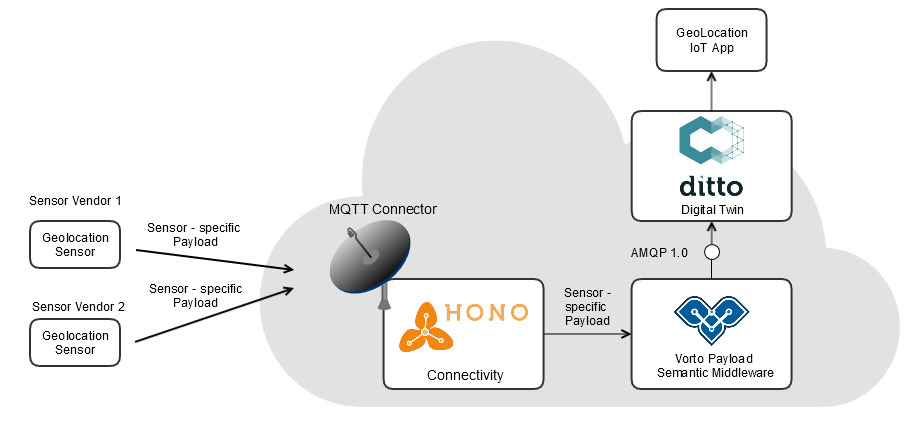 GeoLocation
IoT App
ditto
Digital Twin
AMQP 1.0
Sensor Vendor 1
Geolocation
Sensor
Sensor - specific
Payload
MQTT Connector
Sensor Vendor 2
Geolocation
Sensor
Sensor - specific
Payload
HONO
Connectivity
Sensor -
specific
Payload
Vorto Payload
Semantic Middleware